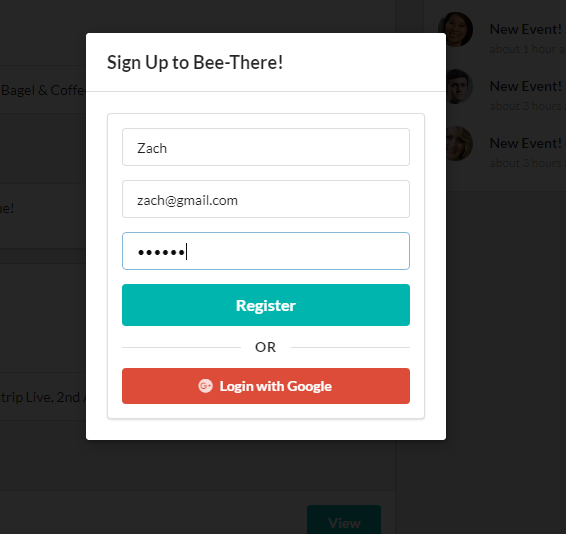 Sign Up to Bee-There!
Zach
zach@gmail.com
••••••
Register
OR
G+ Login with Google
Bagel & Coffe
ne!
trip Live, 2nd
View
New Event!
about 1 hour a
New Event!
about 3 hours
New Event!
about 3 hours